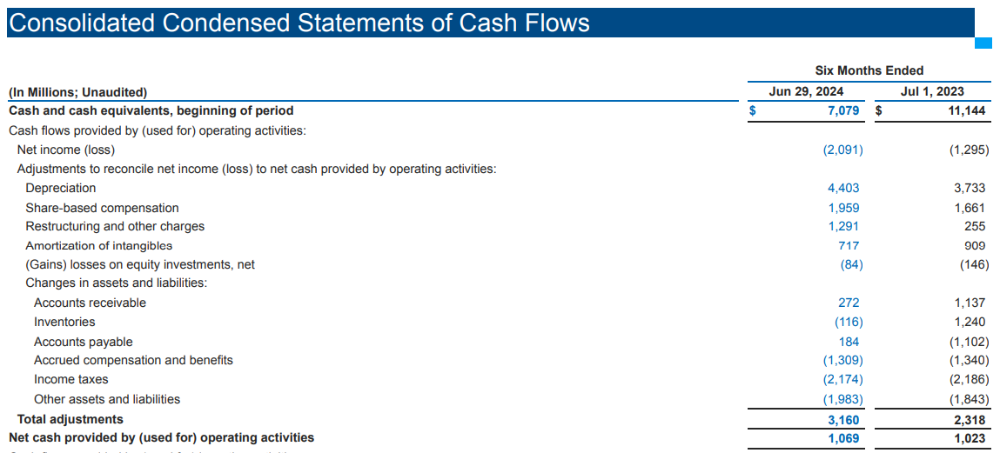 Consolidated Condensed Statements of Cash Flows
Six Months Ended
(In Millions; Unaudited) Jun 29, 2024 Jul 1, 2023
Cash and cash equivalents, beginning of period $ 7,079 $ 11,144
Cash flows provided by (used for) operating activities:
Net income (loss) (2,091) (1,295)
Adjustments to reconcile net income (loss) to net cash provided by operating activities:
Depreciation 4,403 3,733
Share-based compensation 1,959 1,661
Restructuring and other charges 1,291 255
Amortization of intangibles 717 909
(Gains) losses on equity investments, net (84) (146)
Changes in assets and liabilities:
Accounts receivable 272 1,137
Inventories (116) 1,240
Accounts payable 184 (1,102)
Accrued compensation and benefits (1,309) (1,340)
Income taxes (2,174) (2,186)
Other assets and liabilities (1,983) (1,843)
Total adjustments 3,160 2,318
Net cash provided by (used for) operating activities 1,069 1,023